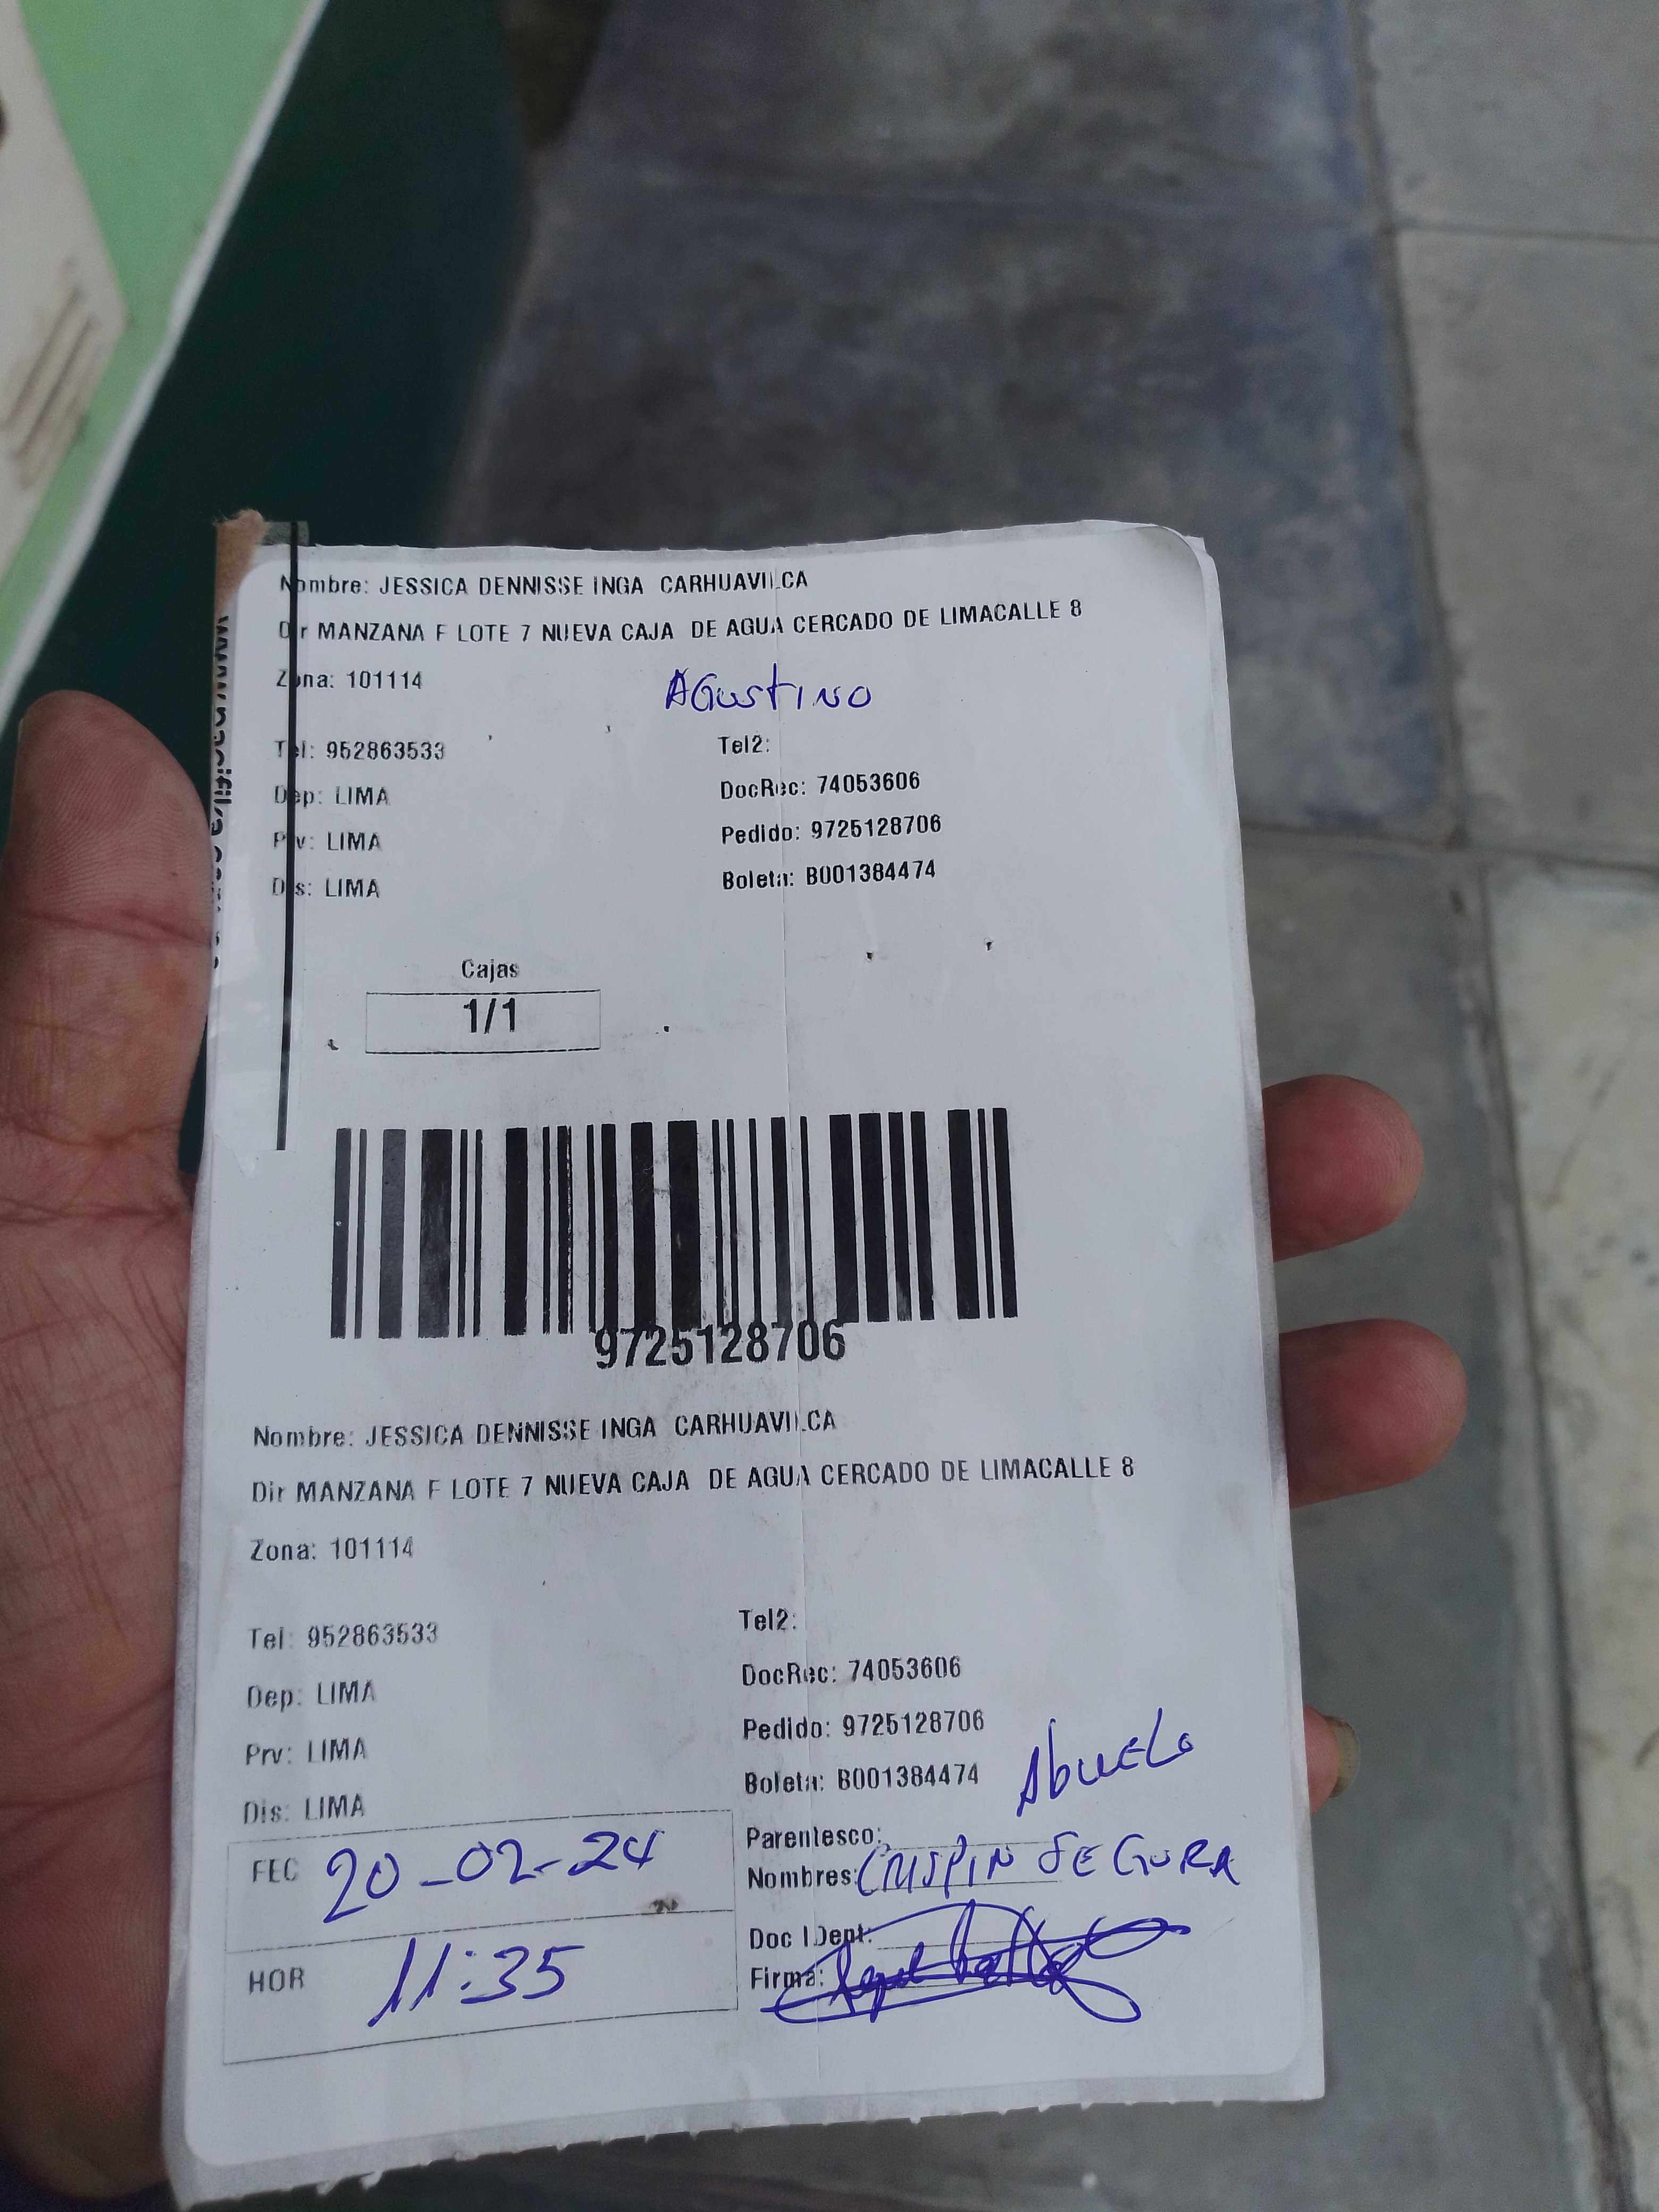 Nombre: JESSICA DENNISSE INGA CARHUAVILCA
Dir MANZANA F LOTE 7 NUEVA CAJA DE AGUA CERCADO DE LIMACALLE 8
Zona: 101114
AGustiNO
Tel: 952863533 Tel2:
Dep: LIMA DocRec: 74053606
Prv: LIMA Pedido: 9725128706
Dis: LIMA Boleta: B001384474
Cajas
1/1
9725128706
Nombre: JESSICA DENNISSE INGA CARHUAVILCA
Dir MANZANA F LOTE 7 NUEVA CAJA DE AGUA CERCADO DE LIMACALLE 8
Zona: 101114
Tel: 952863533 Tel2:
Dep: LIMA DocRec: 74053606
Prv: LIMA Pedido: 9725128706
Dis: LIMA Boleta: B001384474
Abuelo
FEC 20-02-24 Parentesco:
Nombres: CRISPIN SEGURA
HOR 11:35 Doc IDent:
Firma: